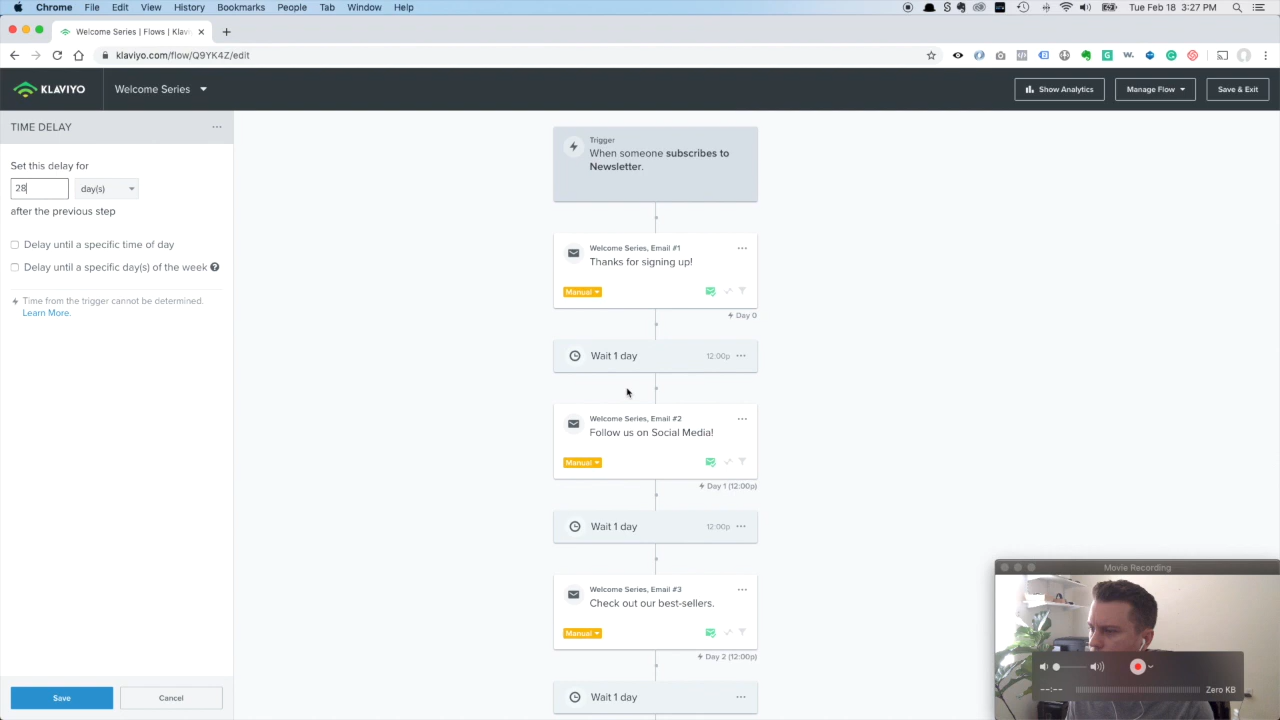 Chrome File Edit View History Bookmarks People Tab Window Help
Tue Feb 18 3:27 PM
Welcome Series | Flows | Klav
klaviyo.com/flow/Q9YK4Z/edit
KLAVIYO
Welcome Series
Show Analytics
Manage Flow
Save & Exit
TIME DELAY
Set this delay for
28
day(s)
after the previous step
Delay until a specific time of day
Delay until a specific day(s) of the week
Time from the trigger cannot be determined.
Learn More.
Save
Cancel
Trigger
When someone subscribes to
Newsletter.
Welcome Series, Email #1
Thanks for signing up!
Manual
Day 0
Wait 1 day
12:00p
Welcome Series, Email #2
Follow us on Social Media!
Manual
Day 1 (12:00p)
Wait 1 day
12:00p
Welcome Series, Email #3
Check out our best-sellers.
Manual
Day 2 (12:00p)
Wait 1 day
Movie Recording
--:--
Zero KB